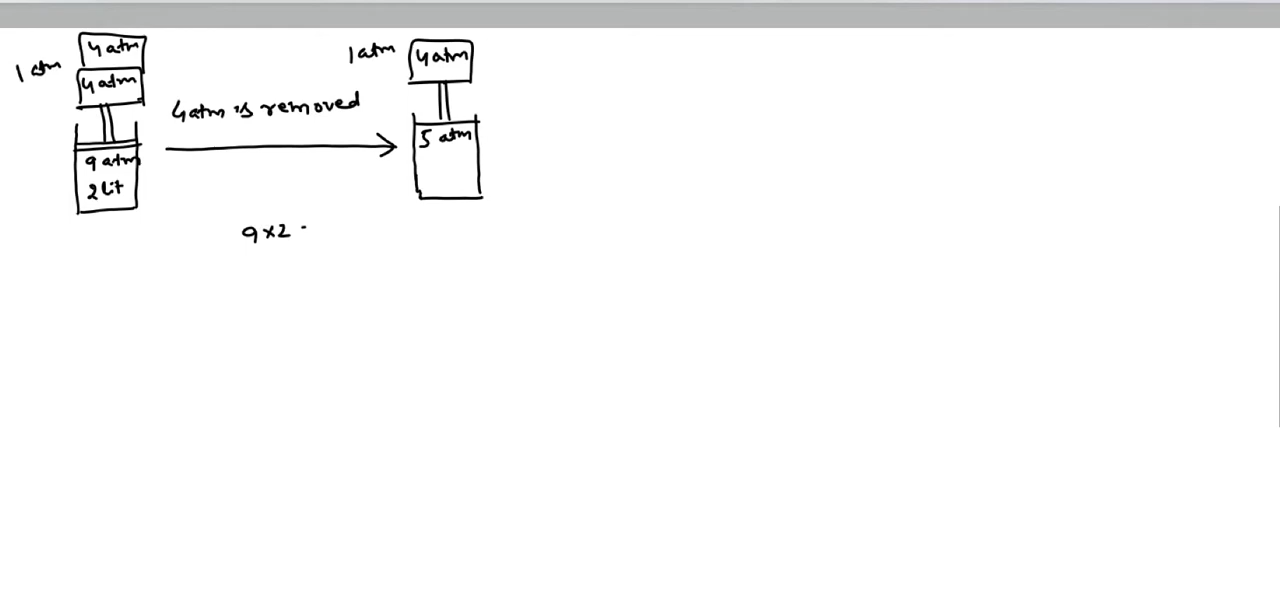 4 atm
1 atm
4 atm
9 atm
2 lit
4 atm is removed
1 atm
4 atm
5 atm
9 × 2 -